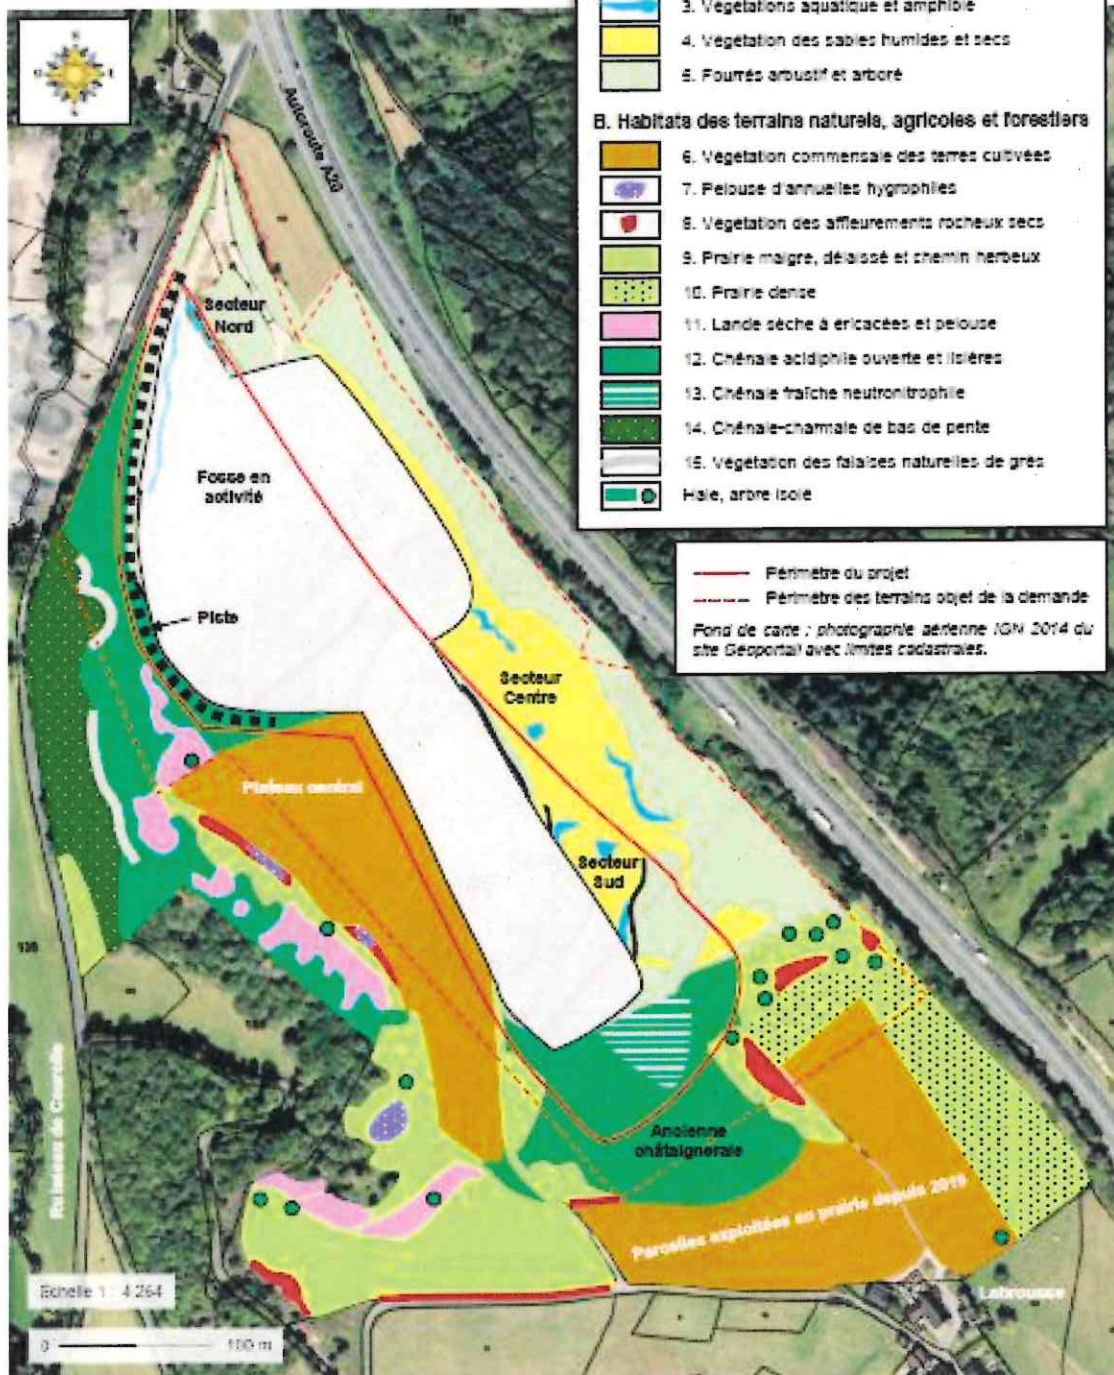 3. Végétations aquatique et amphibie
4. Végétation des sables humides et secs
5. Fourrés arbustif et arboré
B. Habitats des terrains naturels, agricoles et forestiers
6. Végétation commensale des terres cultivées
7. Pelouse d'annuelles hygrophiles
8. Végétation des affleurements rocheux secs
9. Prairie maigre, délaissé et chemin herbeux
10. Prairie dense
11. Lande sèche à éricacées et pelouse
12. Chênaie acidiphile ouverte et lisières
13. Chênaie fraîche neutronitrophile
14. Chênaie-charmaie de bas de pente
15. Végétation des falaises naturelles de grès
Haie, arbre isolé
Périmètre du projet
Périmètre des terrains objet de la demande
Fond de carte : photographie aérienne IGN 2014 du
site Géoportail avec limites cadastrales.
Autoroute A20
Secteur
Nord
Fosse en
activité
Piste
Secteur
Centre
Plateau central
Secteur
Sud
Ancienne
châtaigneraie
Parcelles exploitées en prairie depuis 2019
Labrousse
Echelle 1 : 4 264
0 100 m